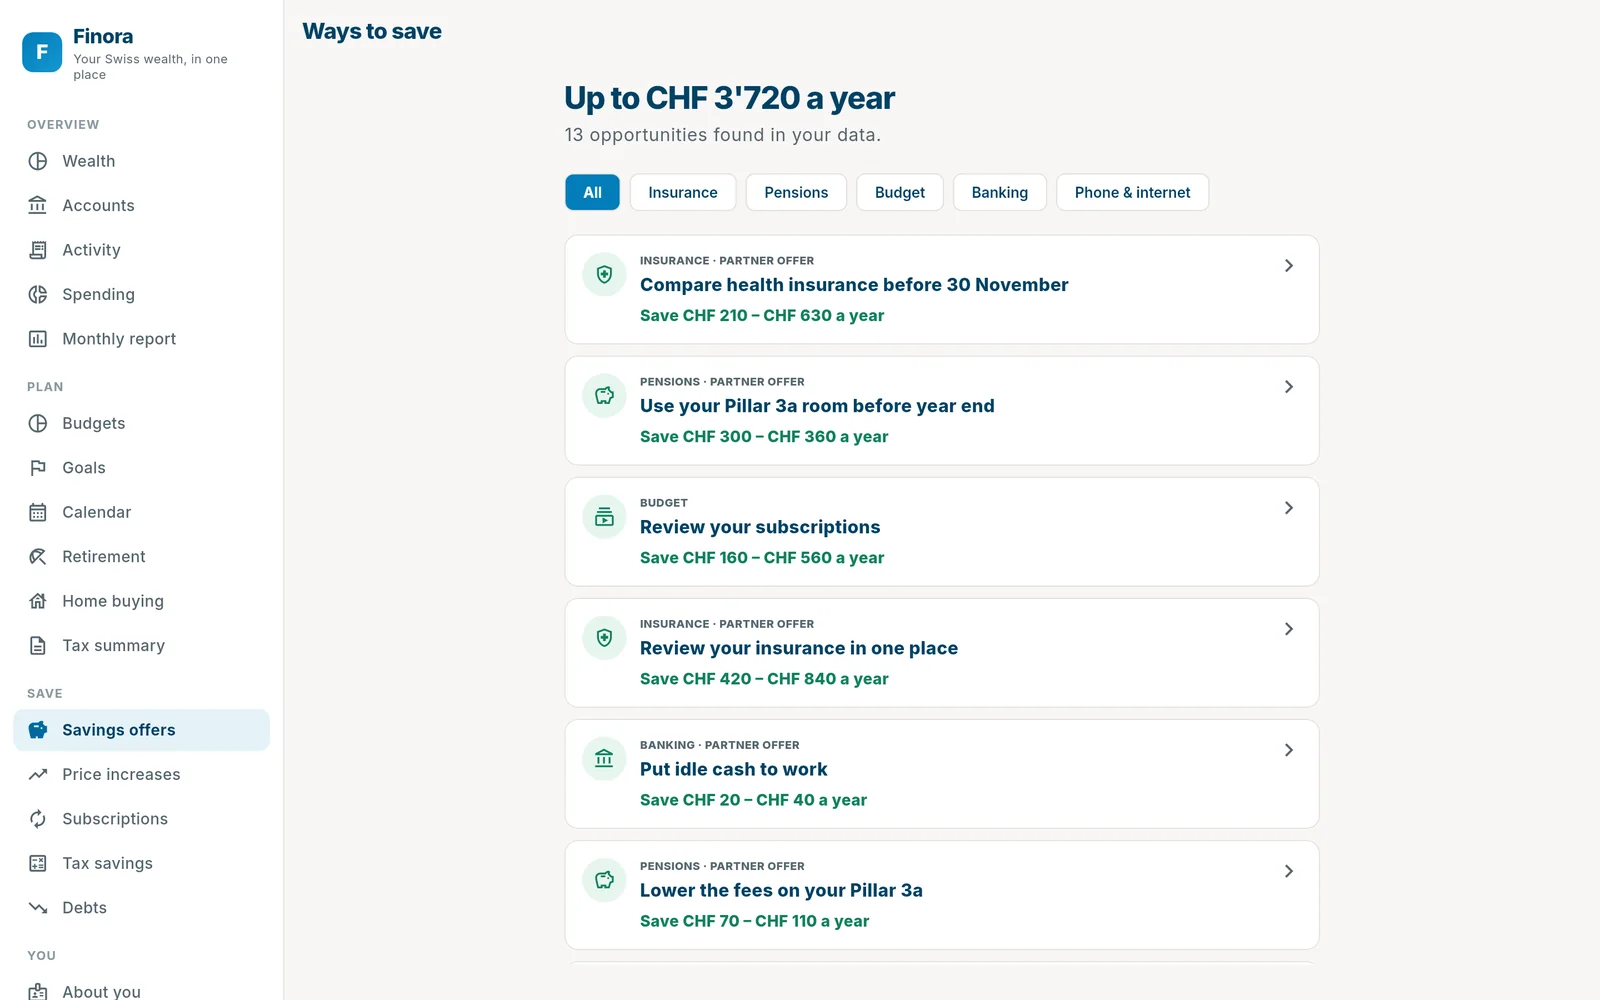 F
Finora
Your Swiss wealth, in one
place
OVERVIEW
Wealth
Accounts
Activity
Spending
Monthly report
PLAN
Budgets
Goals
Calendar
Retirement
Home buying
Tax summary
SAVE
Savings offers
Price increases
Subscriptions
Tax savings
Debts
YOU
About you
Ways to save
Up to CHF 3'720 a year
13 opportunities found in your data.
All
Insurance
Pensions
Budget
Banking
Phone & internet
INSURANCE · PARTNER OFFER
Compare health insurance before 30 November
Save CHF 210 – CHF 630 a year
PENSIONS · PARTNER OFFER
Use your Pillar 3a room before year end
Save CHF 300 – CHF 360 a year
BUDGET
Review your subscriptions
Save CHF 160 – CHF 560 a year
INSURANCE · PARTNER OFFER
Review your insurance in one place
Save CHF 420 – CHF 840 a year
BANKING · PARTNER OFFER
Put idle cash to work
Save CHF 20 – CHF 40 a year
PENSIONS · PARTNER OFFER
Lower the fees on your Pillar 3a
Save CHF 70 – CHF 110 a year